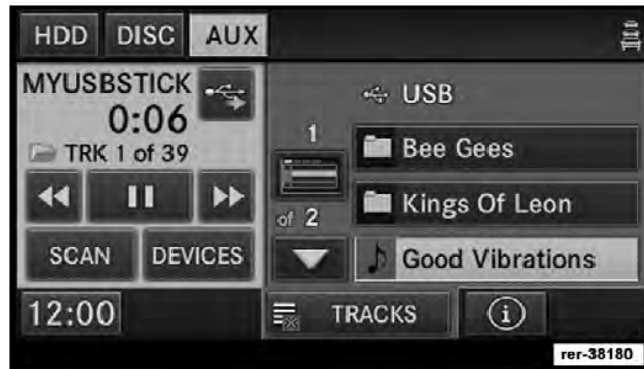 HDD DISC AUX
MYUSBSTICK
0:06
TRK 1 of 39
SCAN DEVICES
12:00
USB
1
of 2
Bee Gees
Kings Of Leon
Good Vibrations
TRACKS
i
rer-38180